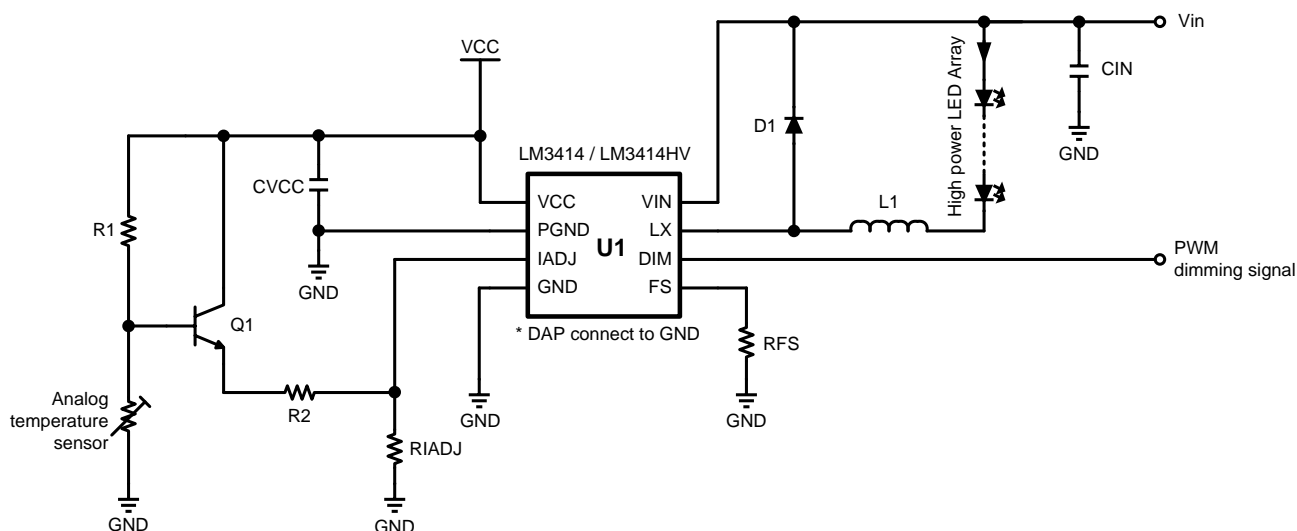 Vin
VCC
High power LED Array
CIN
D1
GND
LM3414 / LM3414HV
CVCC
VCC
VIN
L1
R1
PGND
U1
LX
PWM
dimming signal
IADJ
DIM
GND
GND
FS
Q1
* DAP connect to GND
RFS
Analog
temperature
sensor
R2
GND
GND
RIADJ
GND
GND